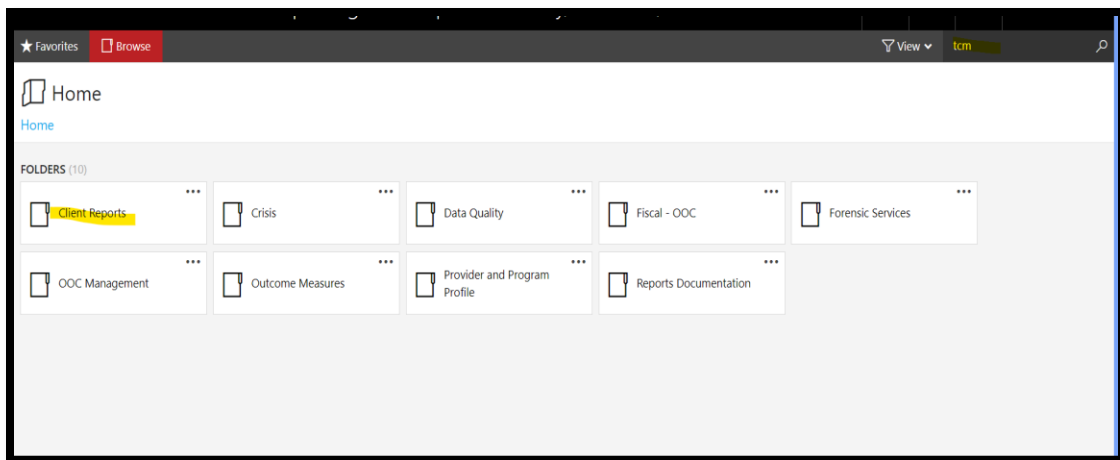 Favorites Browse View tcm
Home
Home
FOLDERS (10)
Client Reports
Crisis
Data Quality
Fiscal - OOC
Forensic Services
OOC Management
Outcome Measures
Provider and Program
Profile
Reports Documentation